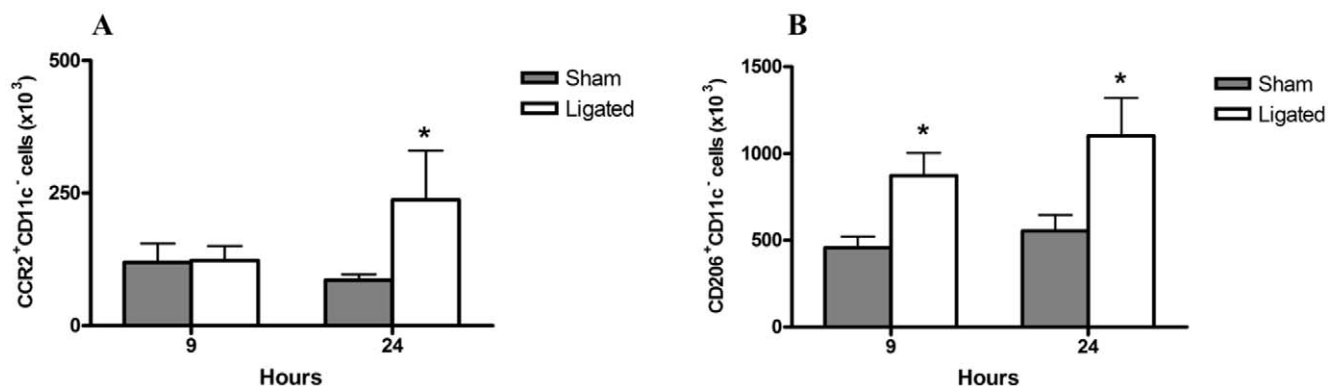 A
CCR2⁺CD11c⁻ cells (x10³)
500
250
0
*
9
24
Hours
Sham
Ligated
B
CD206⁺CD11c⁻ cells (x10³)
1500
1000
500
0
*
*
9
24
Hours
Sham
Ligated